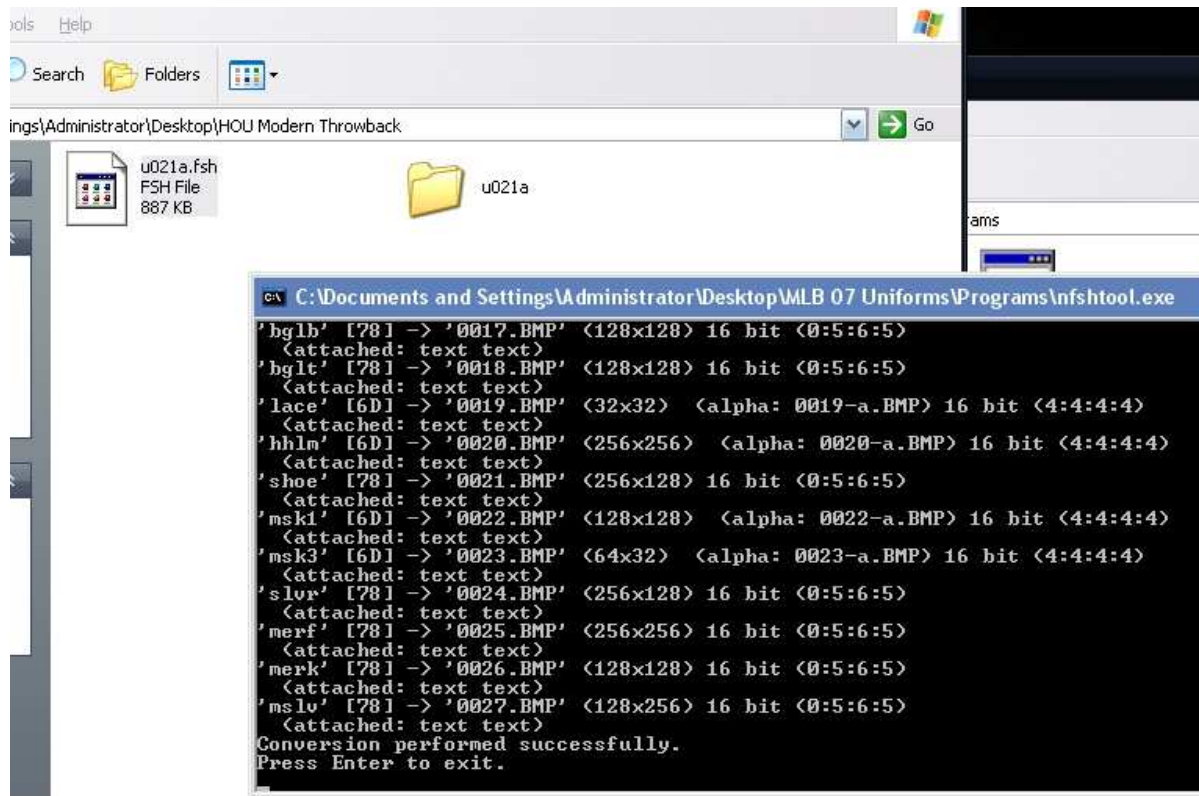 ools Help
Search Folders
ings\Administrator\Desktop\HOU Modern Throwback Go
u021a.fsh
FSH File
887 KB
u021a
ams
C:\Documents and Settings\Administrator\Desktop\MLB 07 Uniforms\Programs\nfshtool.exe
'bglb' [78] -> '0017.BMP' (128x128) 16 bit (0:5:6:5)
(attached: text text)
'bglt' [78] -> '0018.BMP' (128x128) 16 bit (0:5:6:5)
(attached: text text)
'lace' [6D] -> '0019.BMP' (32x32) (alpha: 0019-a.BMP) 16 bit (4:4:4:4)
(attached: text text)
'hhlm' [6D] -> '0020.BMP' (256x256) (alpha: 0020-a.BMP) 16 bit (4:4:4:4)
(attached: text text)
'shoe' [78] -> '0021.BMP' (256x128) 16 bit (0:5:6:5)
(attached: text text)
'msk1' [6D] -> '0022.BMP' (128x128) (alpha: 0022-a.BMP) 16 bit (4:4:4:4)
(attached: text text)
'msk3' [6D] -> '0023.BMP' (64x32) (alpha: 0023-a.BMP) 16 bit (4:4:4:4)
(attached: text text)
'slvr' [78] -> '0024.BMP' (256x128) 16 bit (0:5:6:5)
(attached: text text)
'merf' [78] -> '0025.BMP' (256x256) 16 bit (0:5:6:5)
(attached: text text)
'merk' [78] -> '0026.BMP' (128x128) 16 bit (0:5:6:5)
(attached: text text)
'mslv' [78] -> '0027.BMP' (128x256) 16 bit (0:5:6:5)
(attached: text text)
Conversion performed successfully.
Press Enter to exit.